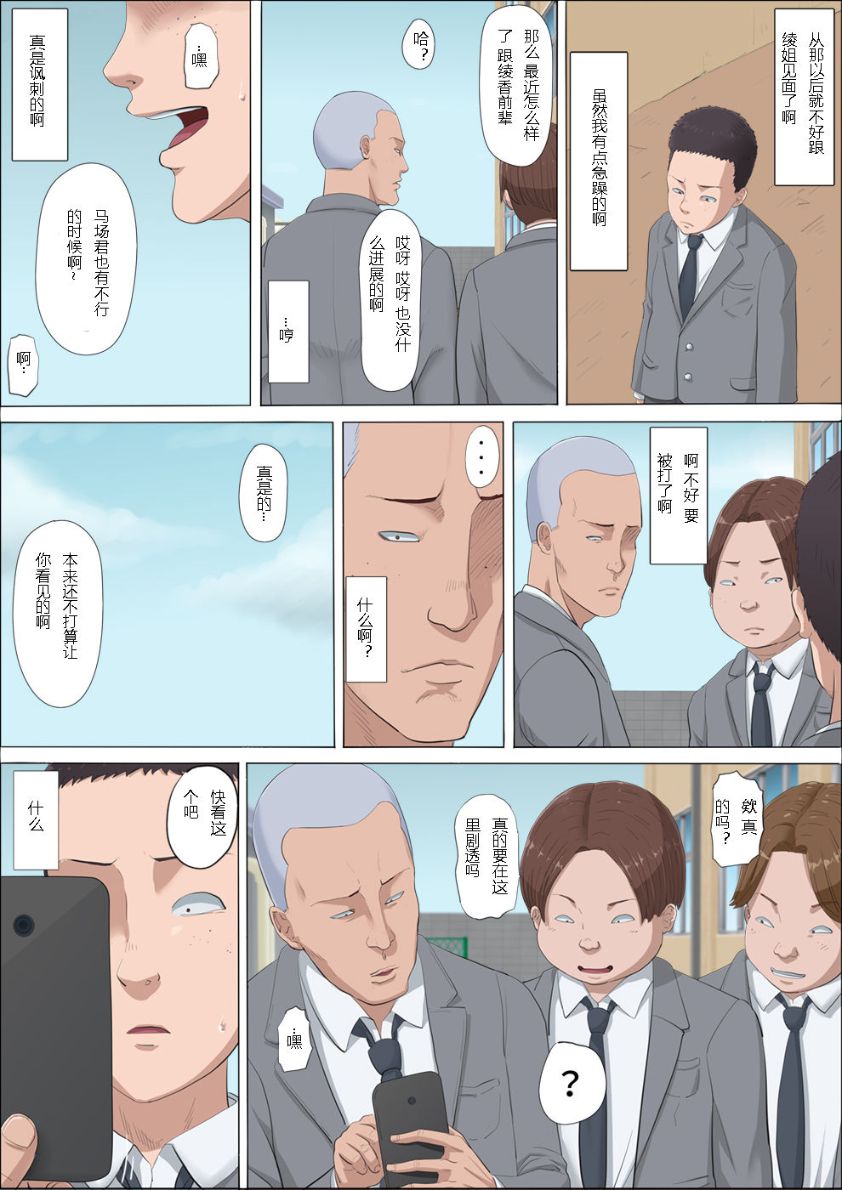 从那以后就不好跟
绫姐见面了啊
虽然我有点急躁的啊
那么 最近怎么样
了 跟绫香前辈
哈?
哎呀 哎呀 也没什
么进展的啊
…哼
…嘿
真是讽刺的啊
马场君也有不行
的时候啊?
啊…
啊 不好 要
被打了啊
…
什么啊?
真是的…
本来还不打算让
你看见的啊
欸 真
的吗?
真的要在这
里剧透吗
?
…嘿
快看这
个吧
什么